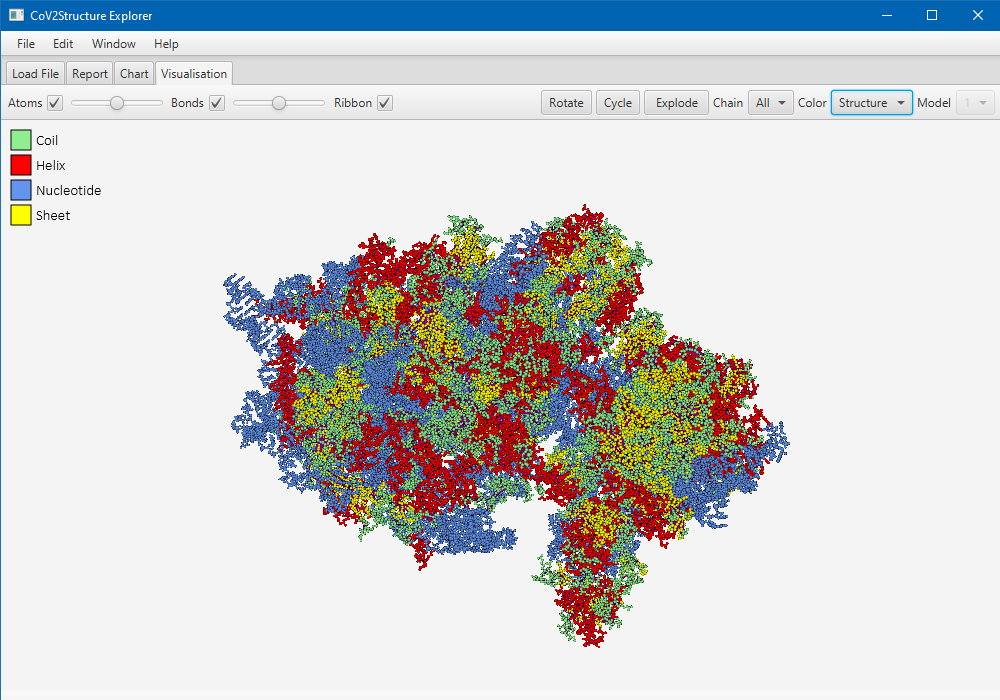 CoV2Structure Explorer
File Edit Window Help
Load File Report Chart Visualisation
Atoms Bonds Ribbon Rotate Cycle Explode Chain All Color Structure Model 1
Coil
Helix
Nucleotide
Sheet